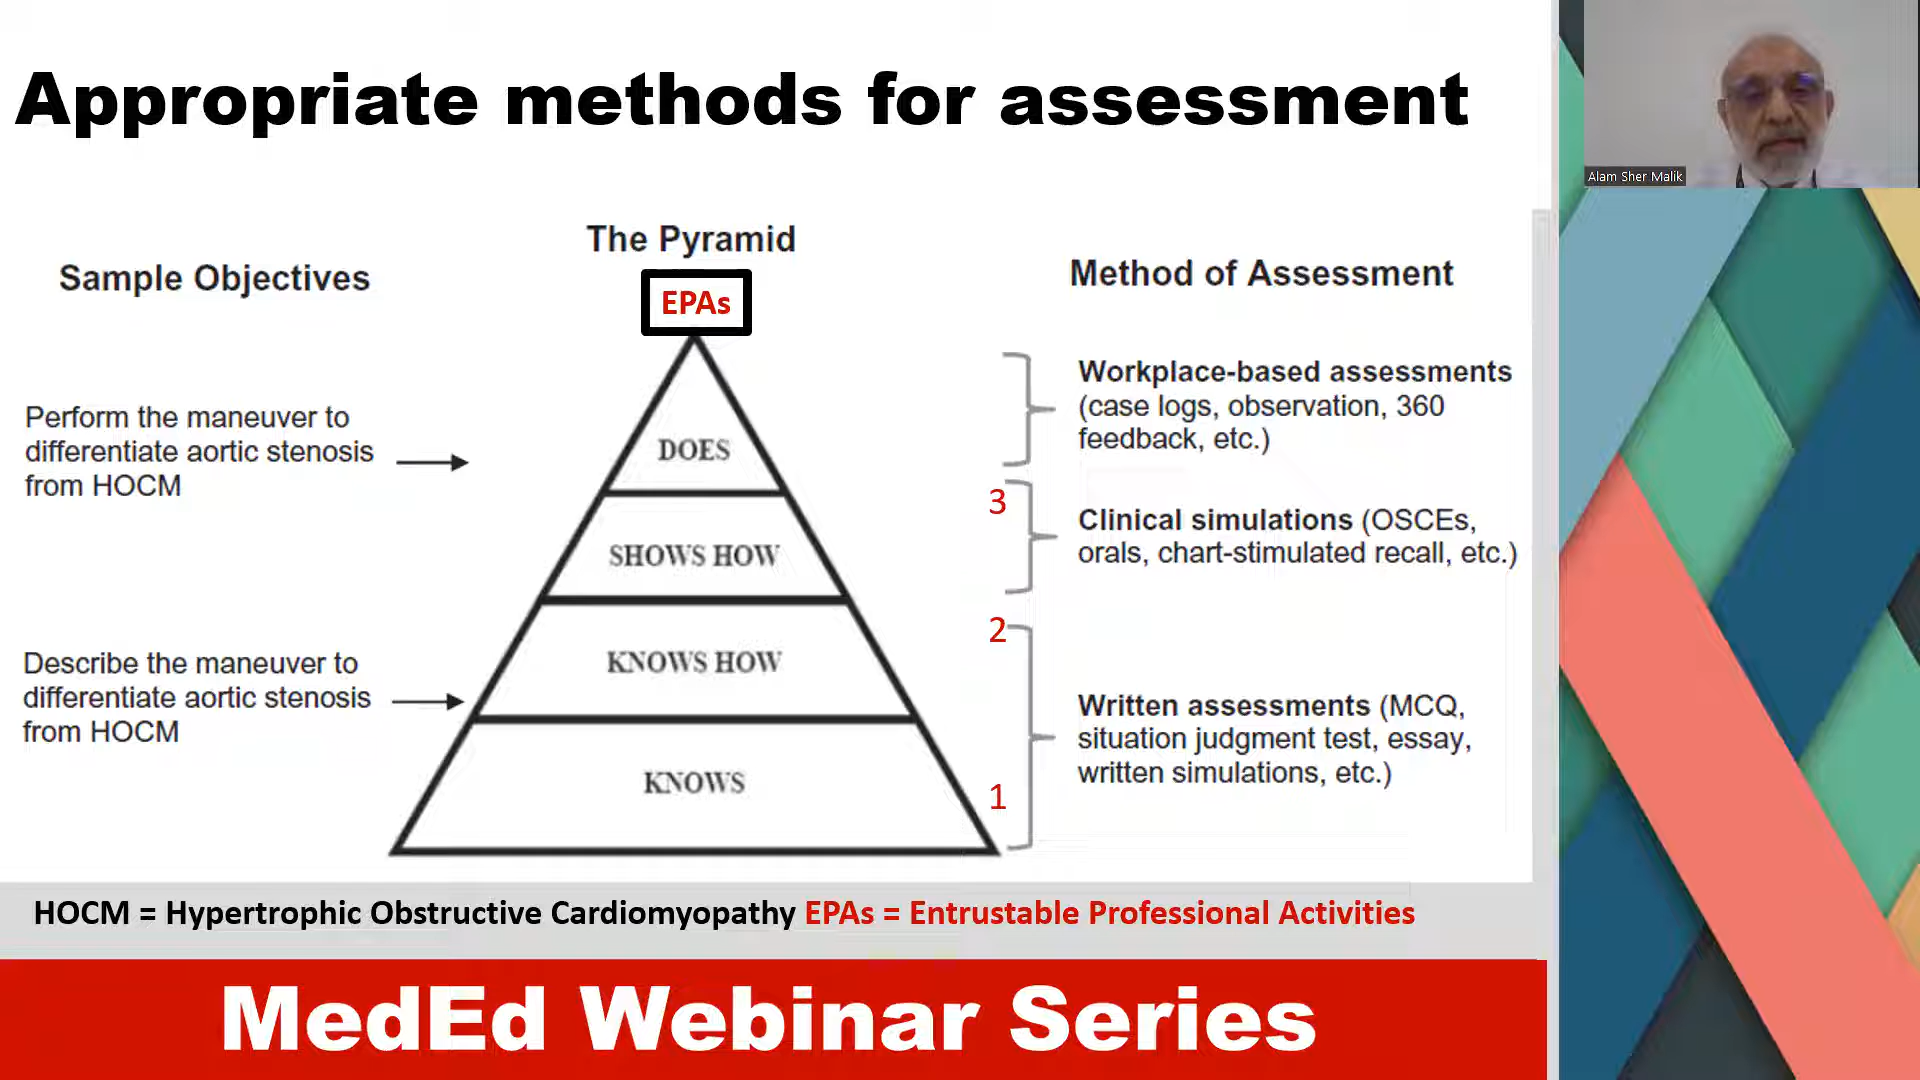 Appropriate methods for assessment
Alam Sher Malik
The Pyramid
Sample Objectives
Method of Assessment
EPAs
Perform the maneuver to
differentiate aortic stenosis
from HOCM
DOES
Workplace-based assessments
(case logs, observation, 360
feedback, etc.)
SHOWS HOW
3
Clinical simulations (OSCEs,
orals, chart-stimulated recall, etc.)
Describe the maneuver to
differentiate aortic stenosis
from HOCM
KNOWS HOW
2
KNOWS
1
Written assessments (MCQ,
situation judgment test, essay,
written simulations, etc.)
HOCM = Hypertrophic Obstructive Cardiomyopathy EPAs = Entrustable Professional Activities
MedEd Webinar Series